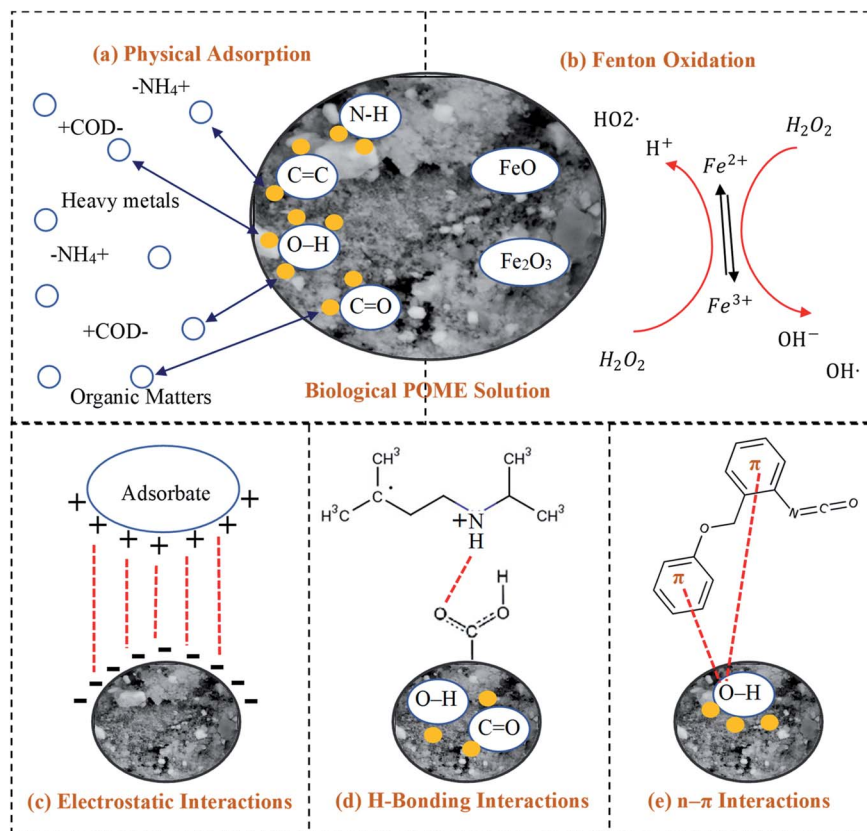 (a) Physical Adsorption
(b) Fenton Oxidation
-NH₄+
+COD-
Heavy metals
-NH₄+
+COD-
Organic Matters
N-H
C=C
O–H
C=O
FeO
Fe₂O₃
HO2·
H⁺
H₂O₂
Fe²⁺
Fe³⁺
H₂O₂
OH⁻
OH·
Biological POME Solution
Adsorbate
+ + + + + + +
- - - - - - - - -
(c) Electrostatic Interactions
CH³
H³C
C·
+N
H
CH³
CH³
O
C
O
H
O–H
C=O
(d) H-Bonding Interactions
π
N=C=O
O
π
O–H
(e) n–π Interactions